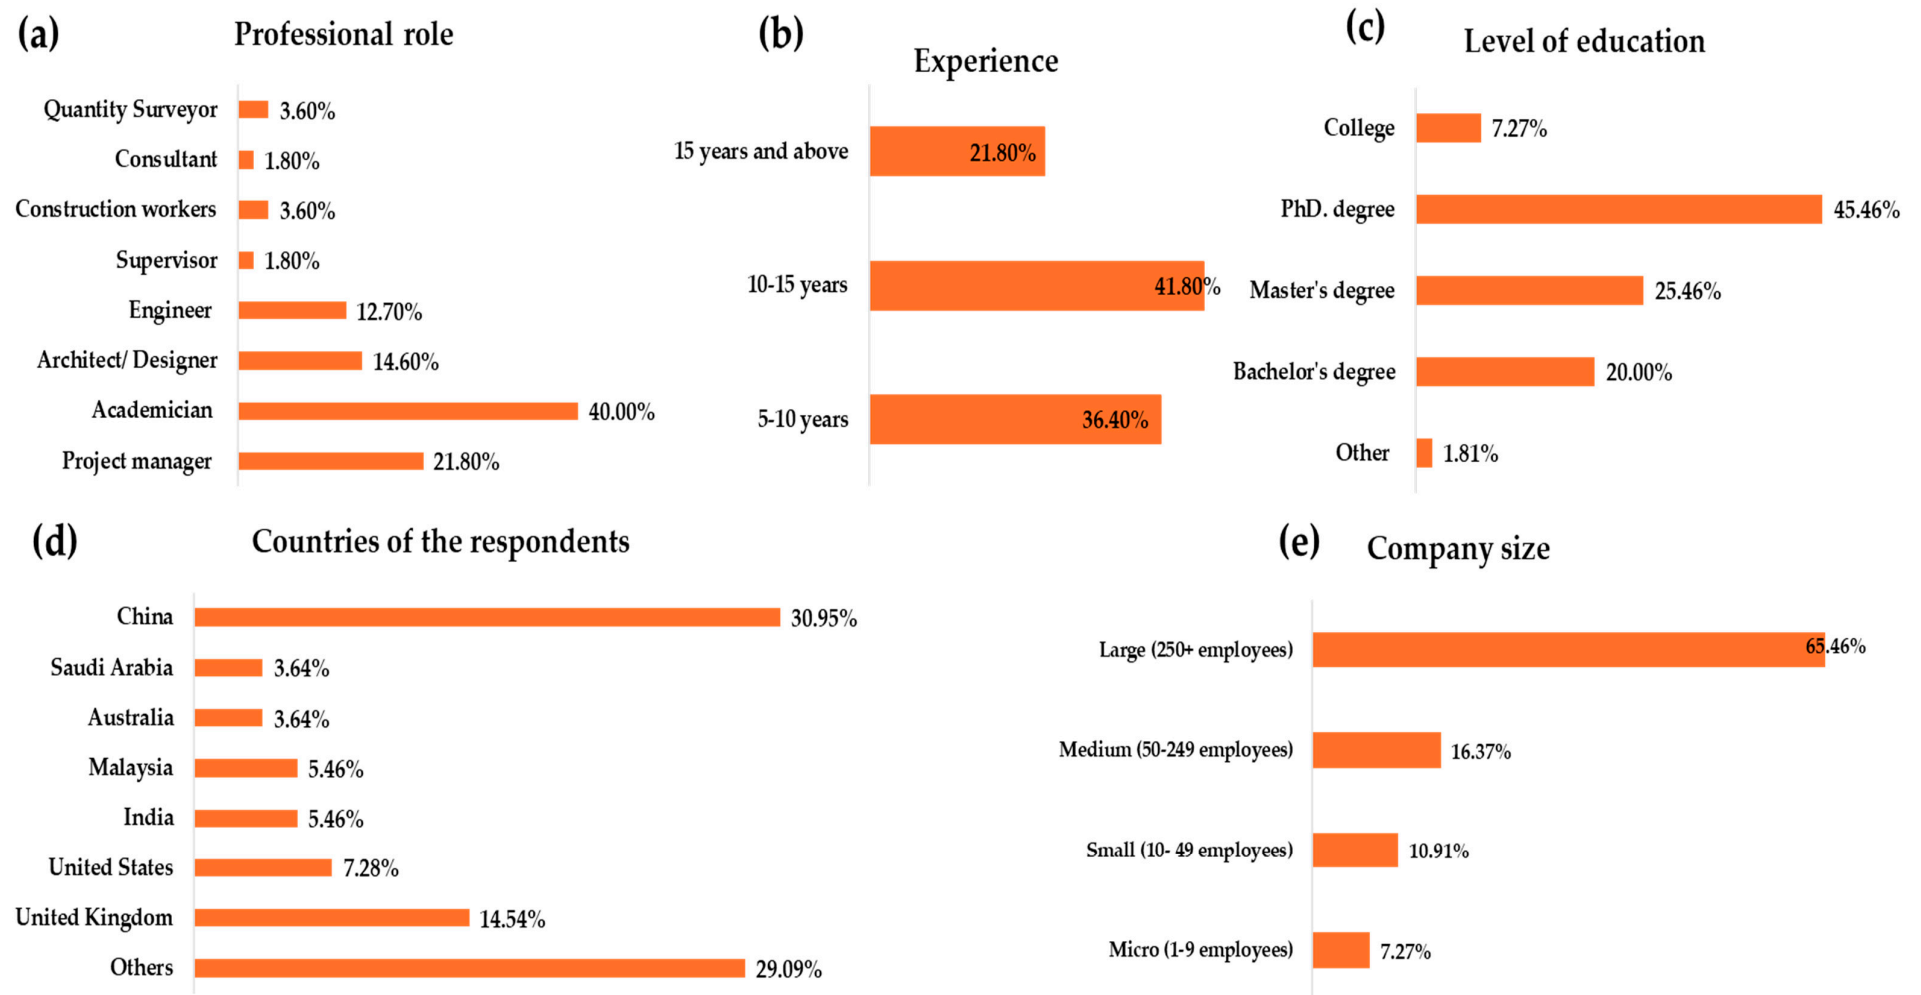 (a) Professional role
Quantity Surveyor 3.60%
Consultant 1.80%
Construction workers 3.60%
Supervisor 1.80%
Engineer 12.70%
Architect/ Designer 14.60%
Academician 40.00%
Project manager 21.80%
(b) Experience
15 years and above 21.80%
10-15 years 41.80%
5-10 years 36.40%
(c) Level of education
College 7.27%
PhD. degree 45.46%
Master's degree 25.46%
Bachelor's degree 20.00%
Other 1.81%
(d) Countries of the respondents
China 30.95%
Saudi Arabia 3.64%
Australia 3.64%
Malaysia 5.46%
India 5.46%
United States 7.28%
United Kingdom 14.54%
Others 29.09%
(e) Company size
Large (250+ employees) 65.46%
Medium (50-249 employees) 16.37%
Small (10- 49 employees) 10.91%
Micro (1-9 employees) 7.27%